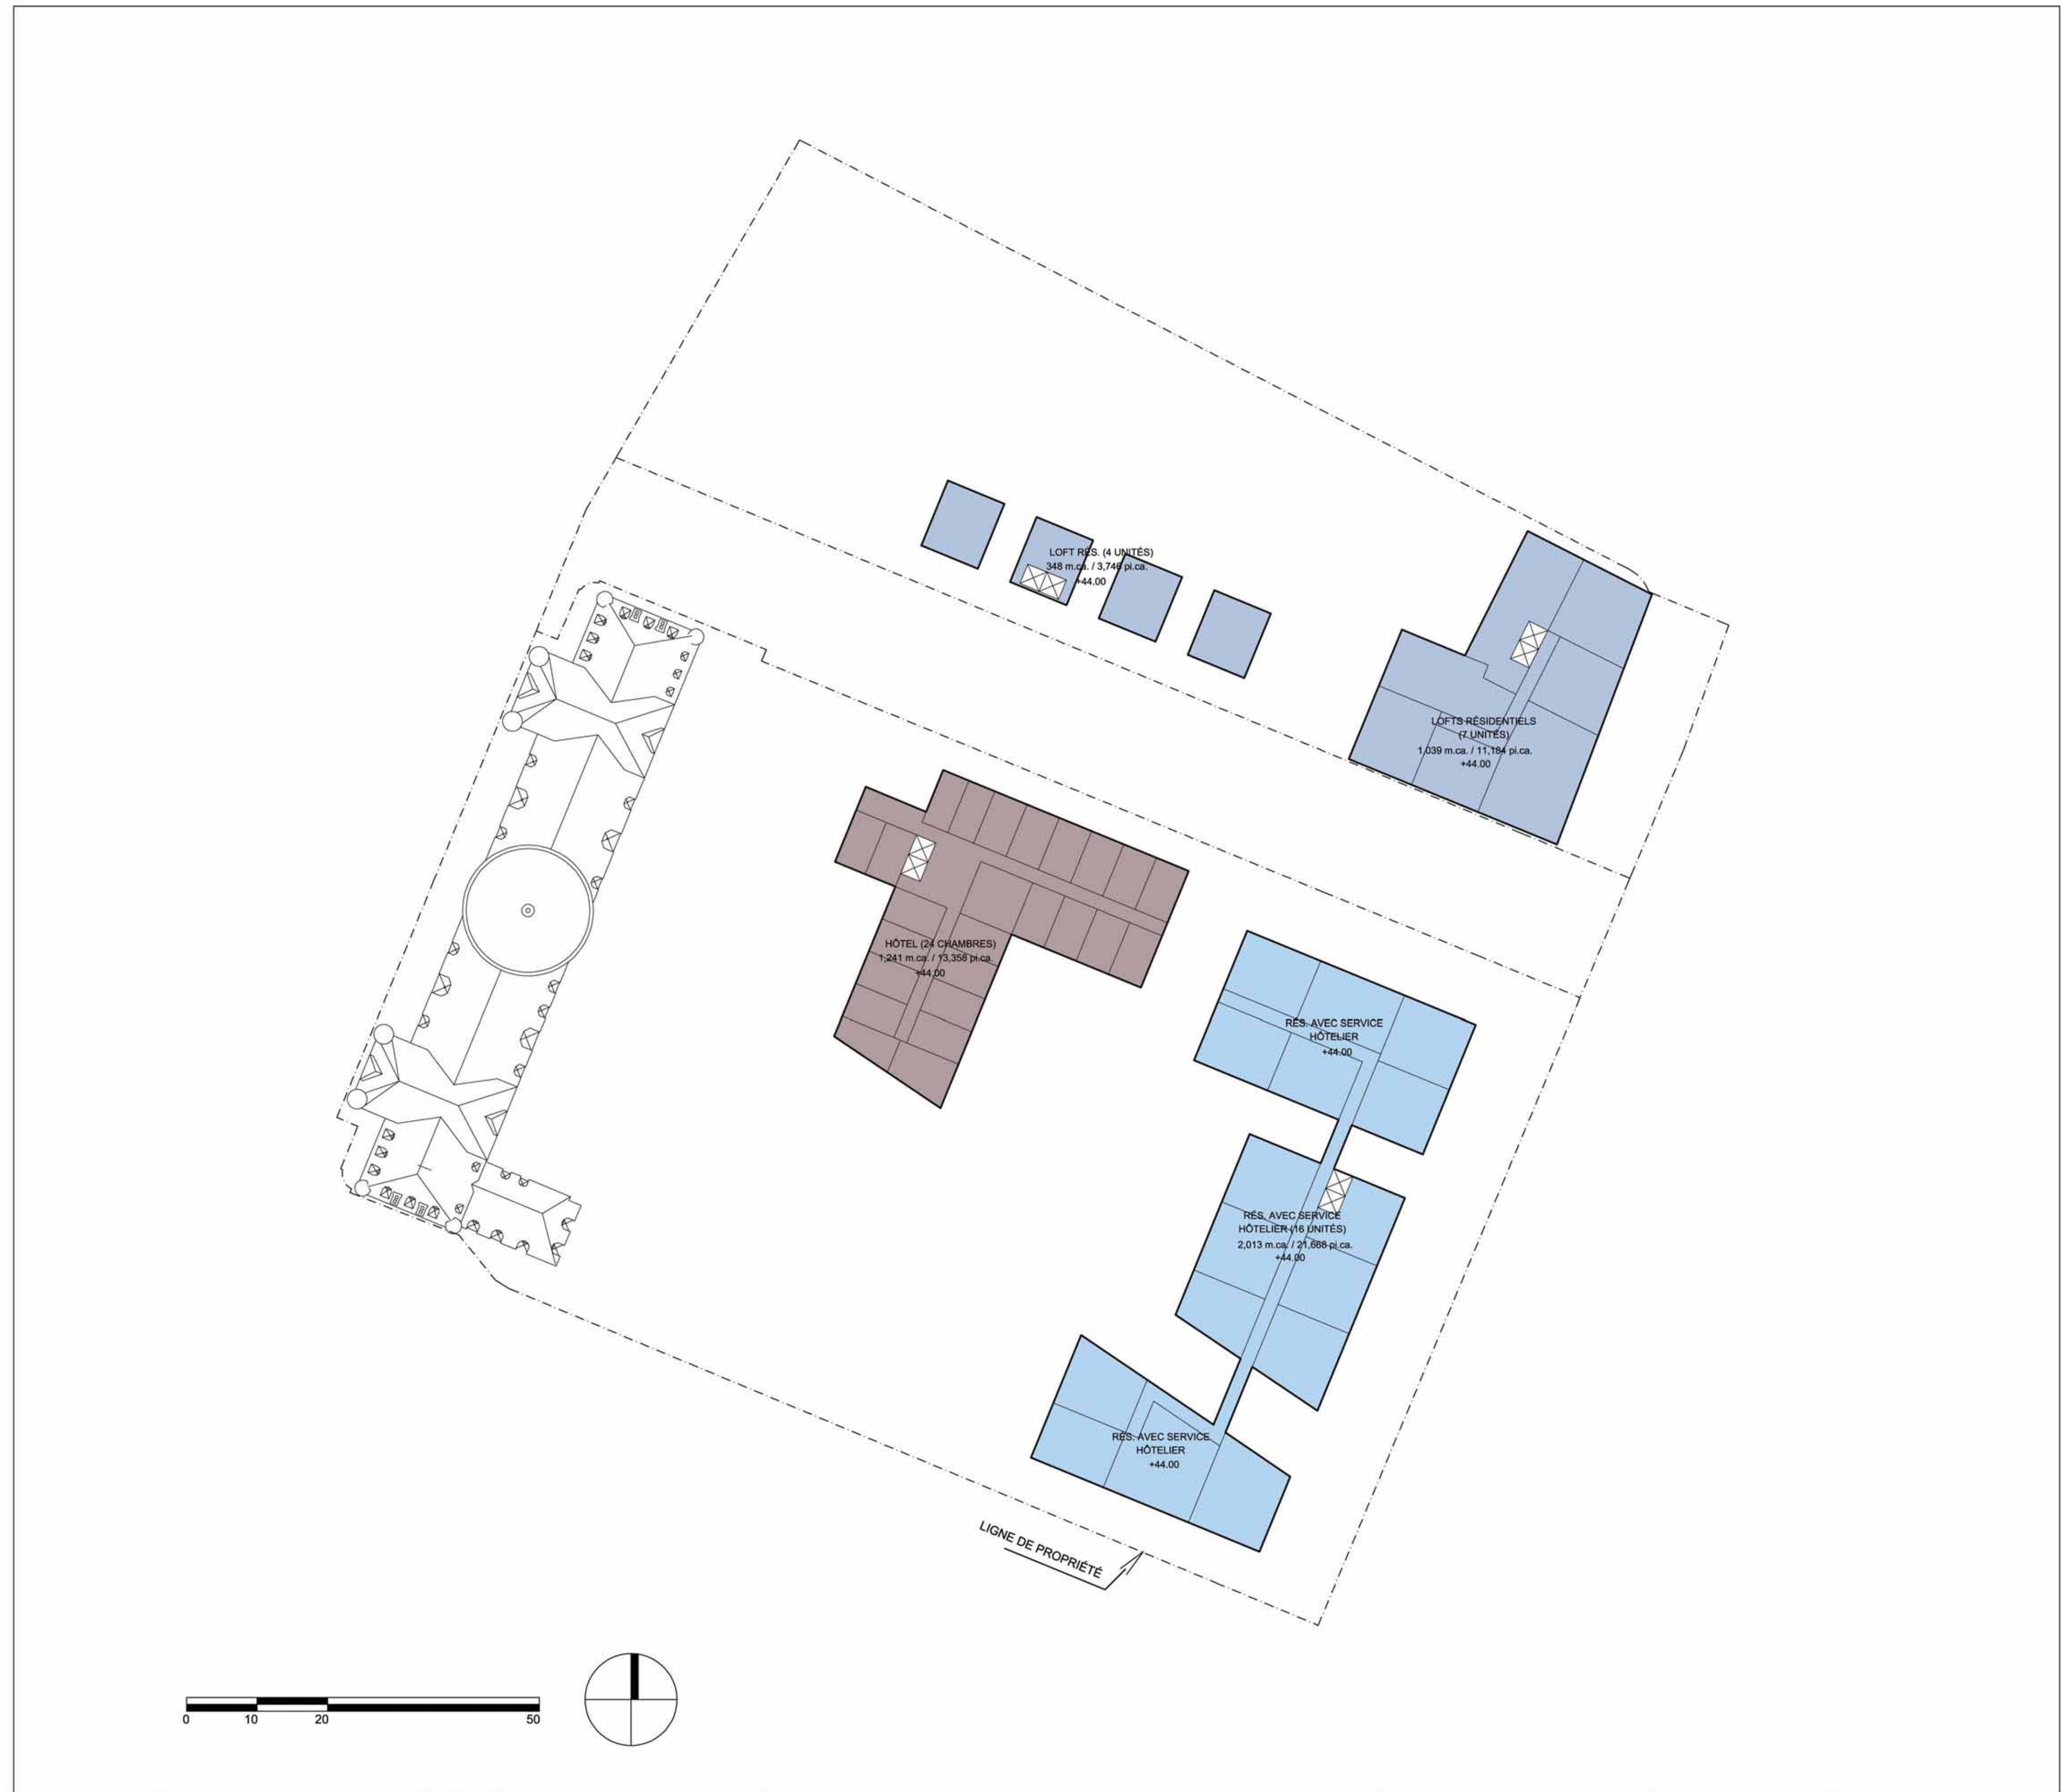 LOFT RÉS. (4 UNITÉS)
348 m.ca. / 3,746 pi.ca.
+44.00
LOFTS RÉSIDENTIELS
(7 UNITÉS)
1,039 m.ca. / 11,184 pi.ca.
+44.00
HÔTEL (24 CHAMBRES)
1,241 m.ca. / 13,358 pi.ca.
+44.00
RÉS. AVEC SERVICE
HÔTELIER
+44.00
RÉS. AVEC SERVICE
HÔTELIER (16 UNITÉS)
2,013 m.ca. / 21,668 pi.ca.
+44.00
RÉS. AVEC SERVICE
HÔTELIER
+44.00
LIGNE DE PROPRIÉTÉ
0 10 20 50